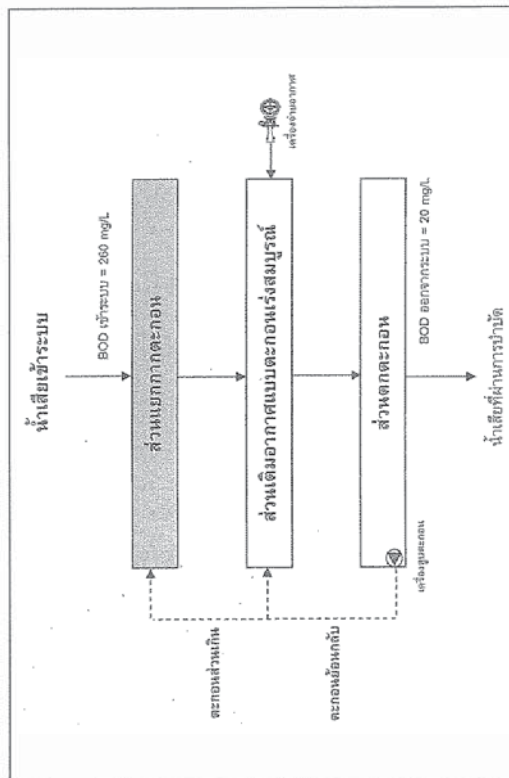 น้ำเสียเข้าระบบ
BOD เข้าระบบ = 260 mg/L
ส่วนแยกกากตะกอน
ส่วนเติมอากาศแบบตะกอนเร่งสมบูรณ์
เครื่องจ่ายอากาศ
ส่วนตกตะกอน
เครื่องสูบตะกอน
ตะกอนส่วนเกิน
ตะกอนย้อนกลับ
BOD ออกจากระบบ = 20 mg/L
น้ำเสียที่ผ่านการบำบัด